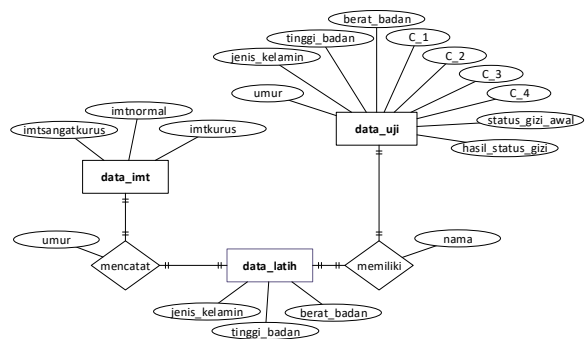 berat_badan
tinggi_badan
C_1
jenis_kelamin
C_2
C_3
umur
C_4
imtnormal
status_gizi_awal
imtsangatkurus
imtkurus
data_uji
hasil_status_gizi
data_imt
umur
nama
mencatat
data_latih
memiliki
jenis_kelamin
berat_badan
tinggi_badan